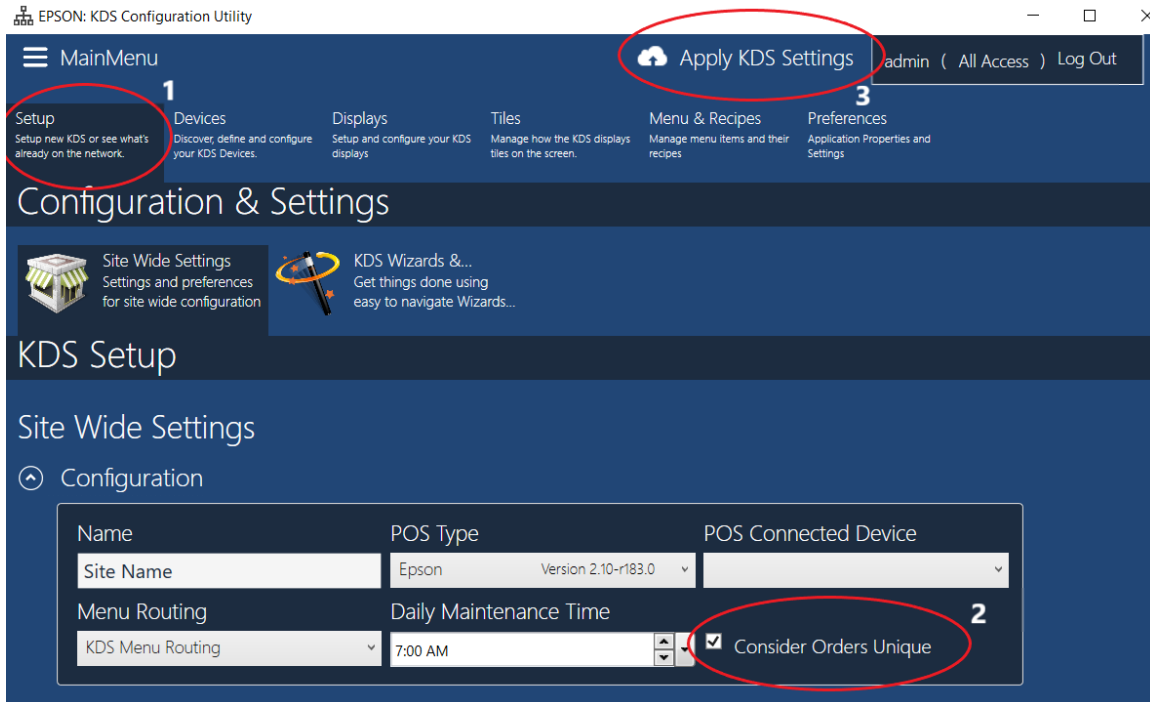 EPSON: KDS Configuration Utility
MainMenu
Apply KDS Settings
admin ( All Access ) Log Out
1
3
Setup
Setup new KDS or see what's
already on the network.
Devices
Discover, define and configure
your KDS Devices.
Displays
Setup and configure your KDS
displays
Tiles
Manage how the KDS displays
tiles on the screen.
Menu & Recipes
Manage menu items and their
recipes
Preferences
Application Properties and
Settings
Configuration & Settings
Site Wide Settings
Settings and preferences
for site wide configuration
KDS Wizards &...
Get things done using
easy to navigate Wizards...
KDS Setup
Site Wide Settings
Configuration
Name
Site Name
POS Type
Epson Version 2.10-r183.0
POS Connected Device
Menu Routing
KDS Menu Routing
Daily Maintenance Time
7:00 AM
2
Consider Orders Unique